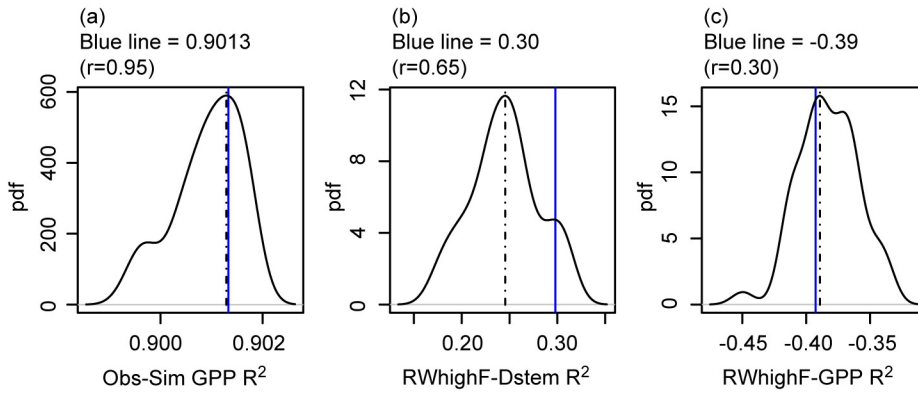 (a)
Blue line = 0.9013
(r=0.95)
600
400
200
0
pdf
0.900
0.902
Obs-Sim GPP R²
(b)
Blue line = 0.30
(r=0.65)
12
8
4
0
pdf
0.20
0.30
RWhighF-Dstem R²
(c)
Blue line = -0.39
(r=0.30)
15
10
5
0
pdf
-0.45
-0.40
-0.35
RWhighF-GPP R²